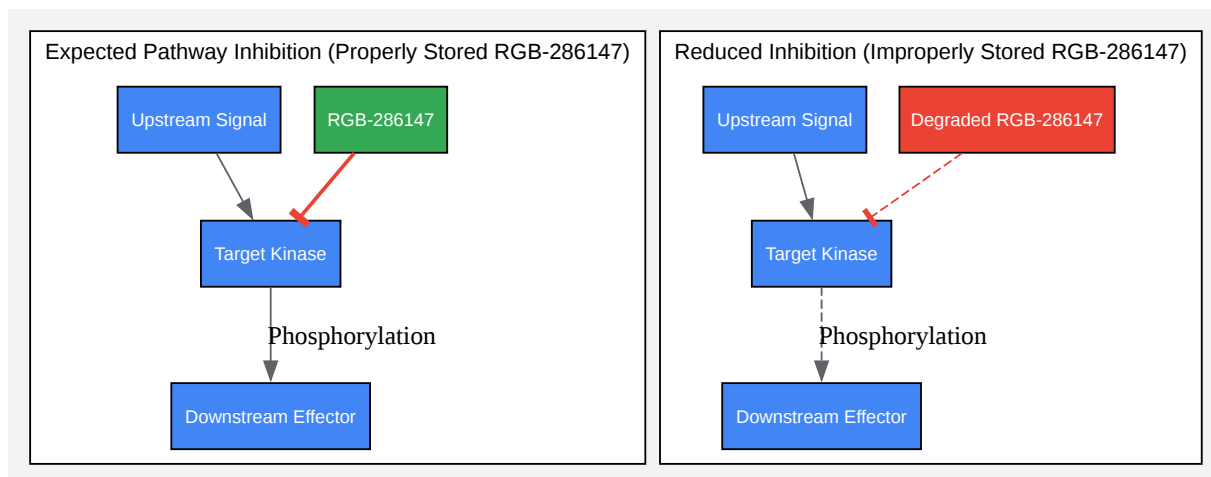 Expected Pathway Inhibition (Properly Stored RGB-286147)
Upstream Signal
RGB-286147
Target Kinase
Phosphorylation
Downstream Effector
Reduced Inhibition (Improperly Stored RGB-286147)
Upstream Signal
Degraded RGB-286147
Target Kinase
Phosphorylation
Downstream Effector